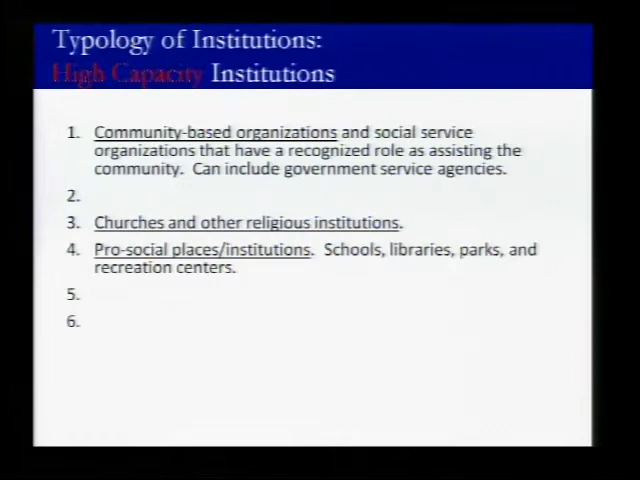 Typology of Institutions:
High Capacity Institutions
1. Community-based organizations and social service
organizations that have a recognized role as assisting the
community. Can include government service agencies.
2.
3. Churches and other religious institutions.
4. Pro-social places/institutions. Schools, libraries, parks, and
recreation centers.
5.
6.